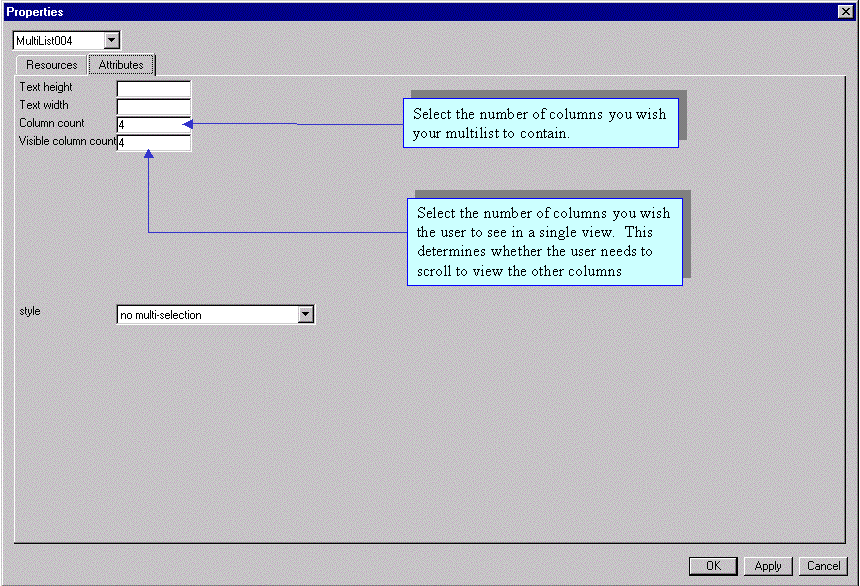 Properties
MultiList004
Resources Attributes
Text height
Text width
Column count 4
Visible column count 4
Select the number of columns you wish
your multilist to contain.
Select the number of columns you wish
the user to see in a single view. This
determines whether the user needs to
scroll to view the other columns
style no multi-selection
OK Apply Cancel